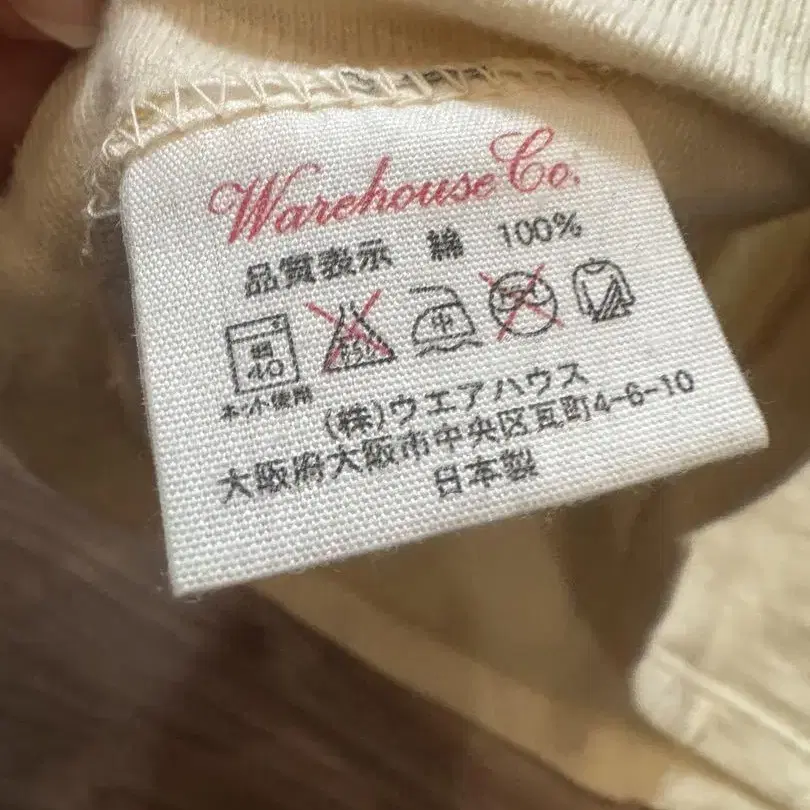 Warehouse Co.
品質表示 綿 100%
40 中
ネット使用
(株)ウエアハウス
大阪府大阪市中央区瓦町4-6-10
日本製